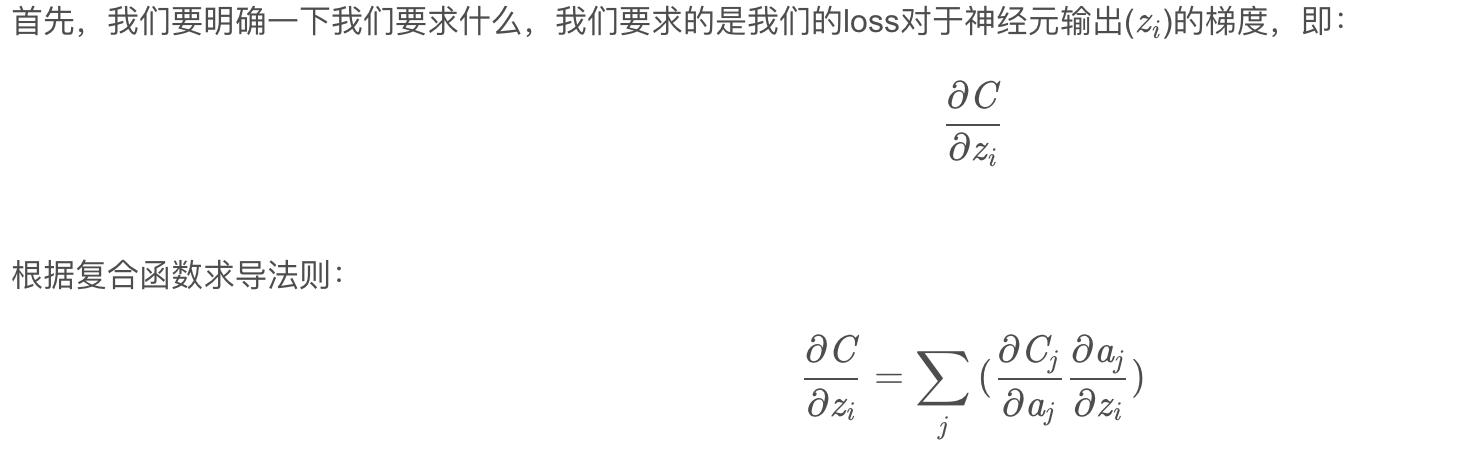 首先，我们要明确一下我们要求什么，我们要求的是我们的loss对于神经元输出($z_i$)的梯度，即：
$$\frac{\partial C}{\partial z_i}$$
根据复合函数求导法则：
$$\frac{\partial C}{\partial z_i} = \sum_j (\frac{\partial C_j}{\partial a_j} \frac{\partial a_j}{\partial z_i})$$